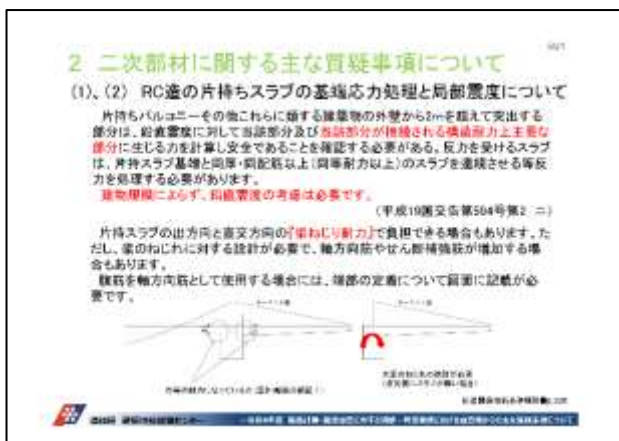 2 二次部材に関する主な質疑事項について
(1)、(2) RC造の片持ちスラブの基端応力処理と局部震度について
片持ちバルコニーその他これらに類する建築物の外壁から2mを超えて突出する
部分は、鉛直震度に対して当該部分及び当該部分が接続される構造耐力上主要な
部分に生じる力を計算し安全であることを確認する必要がある。反力を受けるスラブ
は、片持スラブ基端と同厚・同配筋以上(同等耐力以上)のスラブを連続させる等反
力を処理する必要があります。
建物規模によらず、鉛直震度の考慮は必要です。
(平成19国交告第594号第2 ニ)
片持スラブの出方向と直交方向の『梁ねじり耐力』で負担できる場合もあります。た
だし、梁のねじれに対する設計が必要で、軸方向筋やせん断補強筋が増加する場
合もあります。
腹筋を軸方向筋として使用する場合には、端部の定着について図面に記載が必
要です。